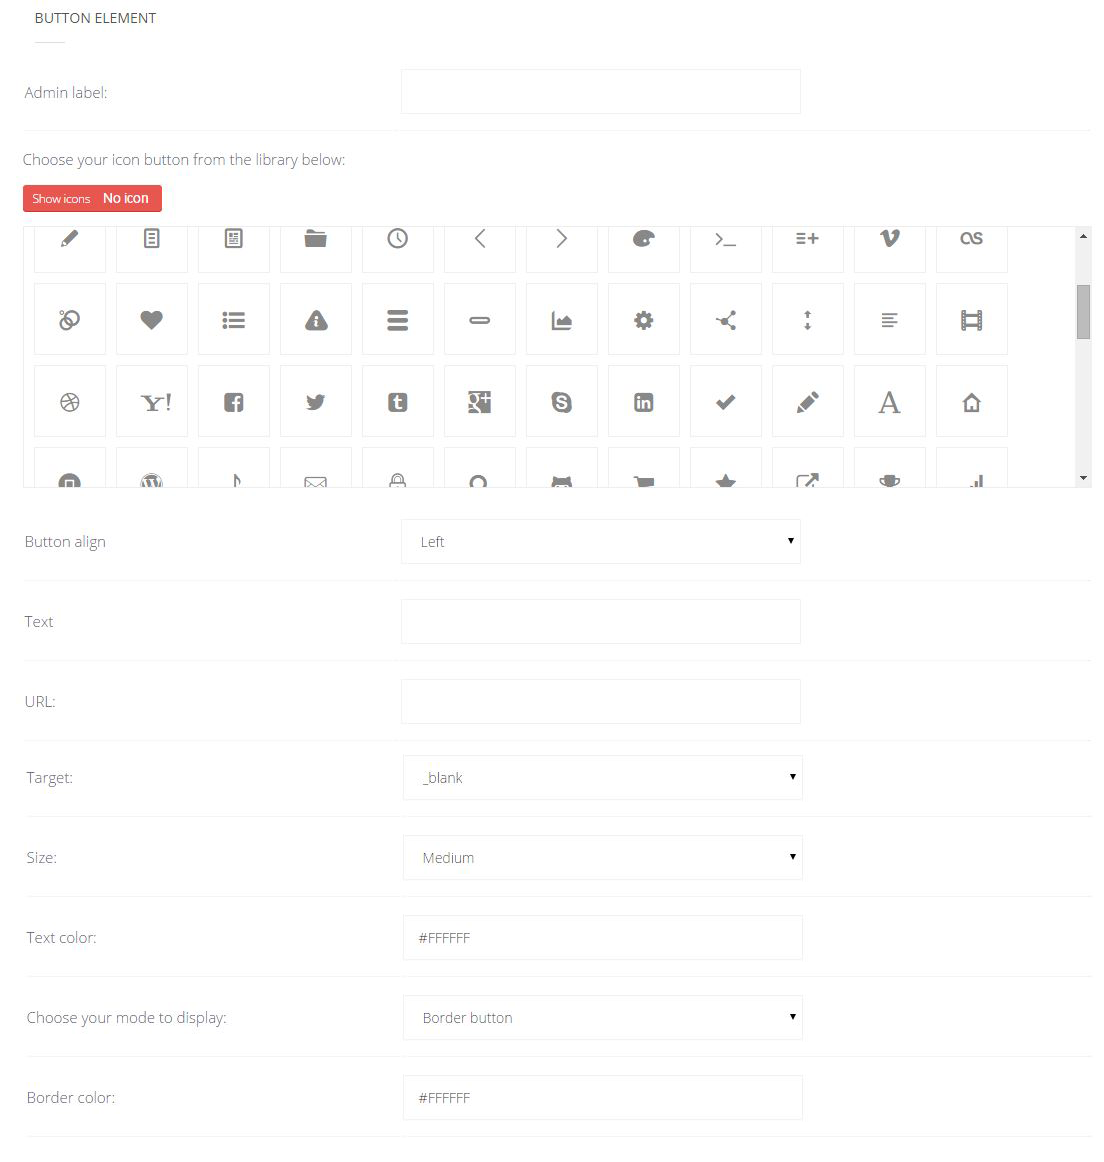 BUTTON ELEMENT
Admin label:
Choose your icon button from the library below:
Show icons No icon
Button align Left
Text
URL:
Target: _blank
Size: Medium
Text color: #FFFFFF
Choose your mode to display: Border button
Border color: #FFFFFF